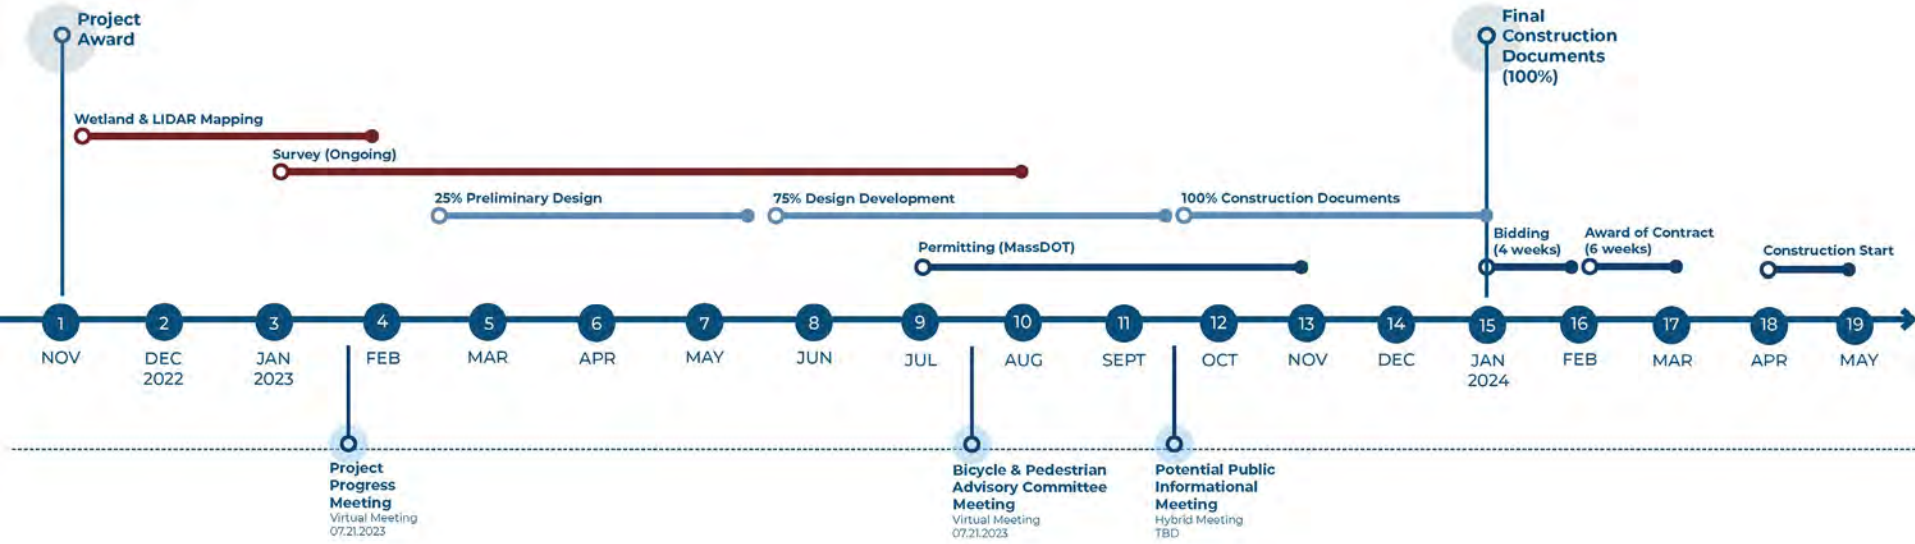 Project
Award
Final
Construction
Documents
(100%)
Wetland & LIDAR Mapping
Survey (Ongoing)
25% Preliminary Design
75% Design Development
100% Construction Documents
Permitting (MassDOT)
Bidding
(4 weeks)
Award of Contract
(6 weeks)
Construction Start
1 2 3 4 5 6 7 8 9 10 11 12 13 14 15 16 17 18 19
NOV DEC JAN FEB MAR APR MAY JUN JUL AUG SEPT OCT NOV DEC JAN FEB MAR APR MAY
2022 2023 2024
Project
Progress
Meeting
Virtual Meeting
07.21.2023
Bicycle & Pedestrian
Advisory Committee
Meeting
Virtual Meeting
07.21.2023
Potential Public
Informational
Meeting
Hybrid Meeting
TBD